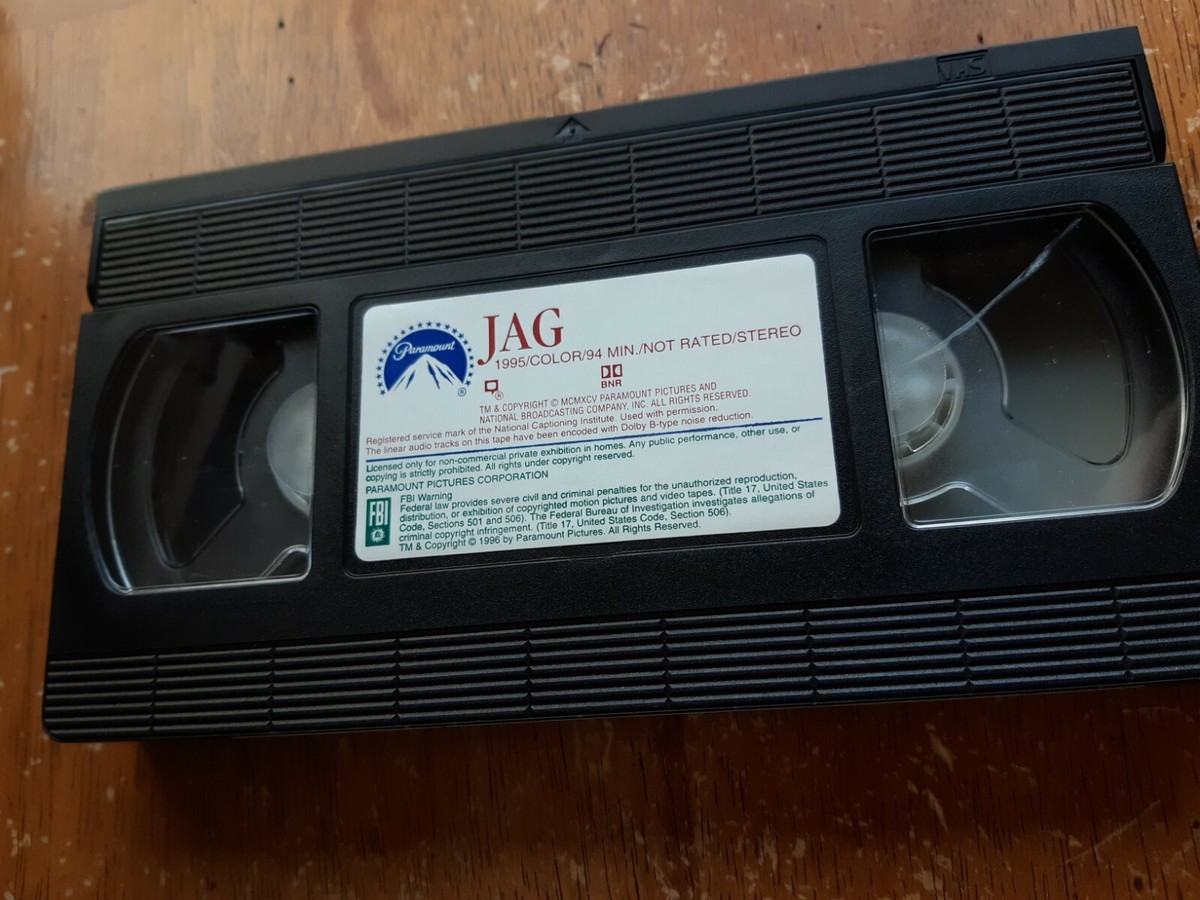 VHS
Paramount
®
JAG
1995/COLOR/94 MIN./NOT RATED/STEREO
®
BNR
TM & COPYRIGHT © MCMXCV PARAMOUNT PICTURES AND
NATIONAL BROADCASTING COMPANY, INC. ALL RIGHTS RESERVED.
Registered service mark of the National Captioning Institute. Used with permission.
The linear audio tracks on this tape have been encoded with Dolby B-type noise reduction.
Licensed only for non-commercial private exhibition in homes. Any public performance, other use, or
copying is strictly prohibited. All rights under copyright reserved.
PARAMOUNT PICTURES CORPORATION
FBI
FBI Warning
Federal law provides severe civil and criminal penalties for the unauthorized reproduction,
distribution, or exhibition of copyrighted motion pictures and video tapes. (Title 17, United States
Code, Sections 501 and 506). The Federal Bureau of Investigation investigates allegations of
criminal copyright infringement. (Title 17, United States Code, Section 506).
TM & Copyright © 1996 by Paramount Pictures. All Rights Reserved.